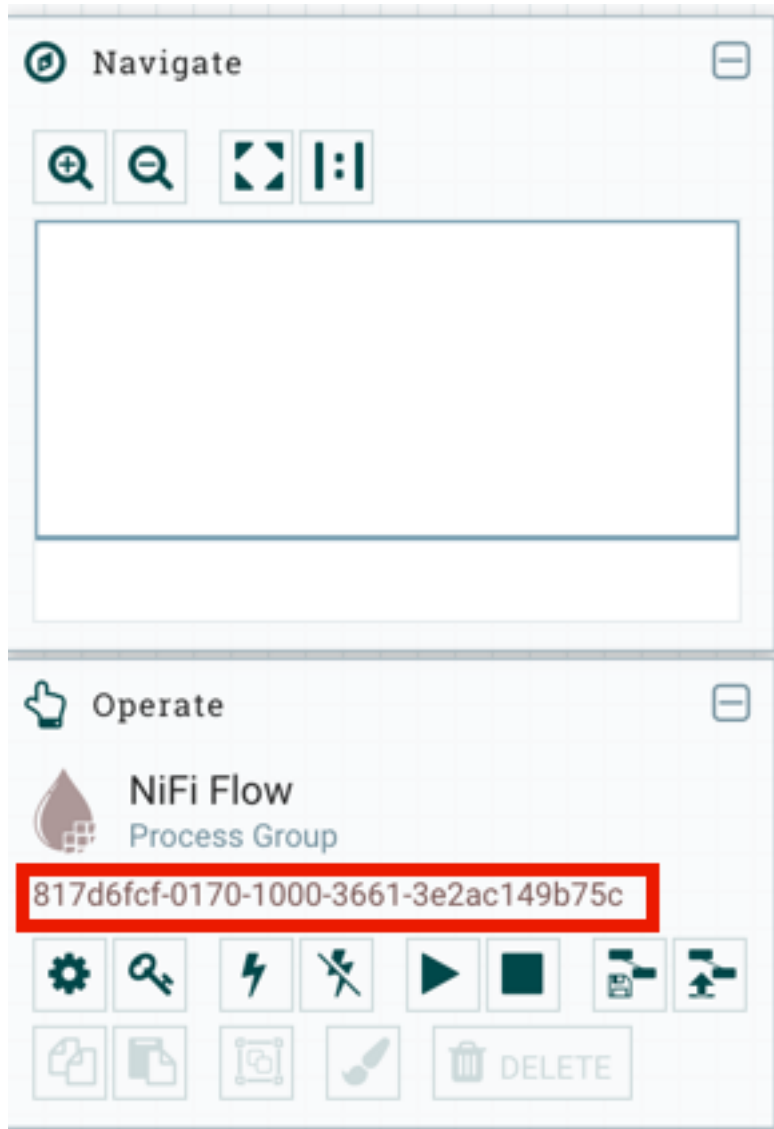 Navigate
Operate
NiFi Flow
Process Group
817d6fcf-0170-1000-3661-3e2ac149b75c
DELETE